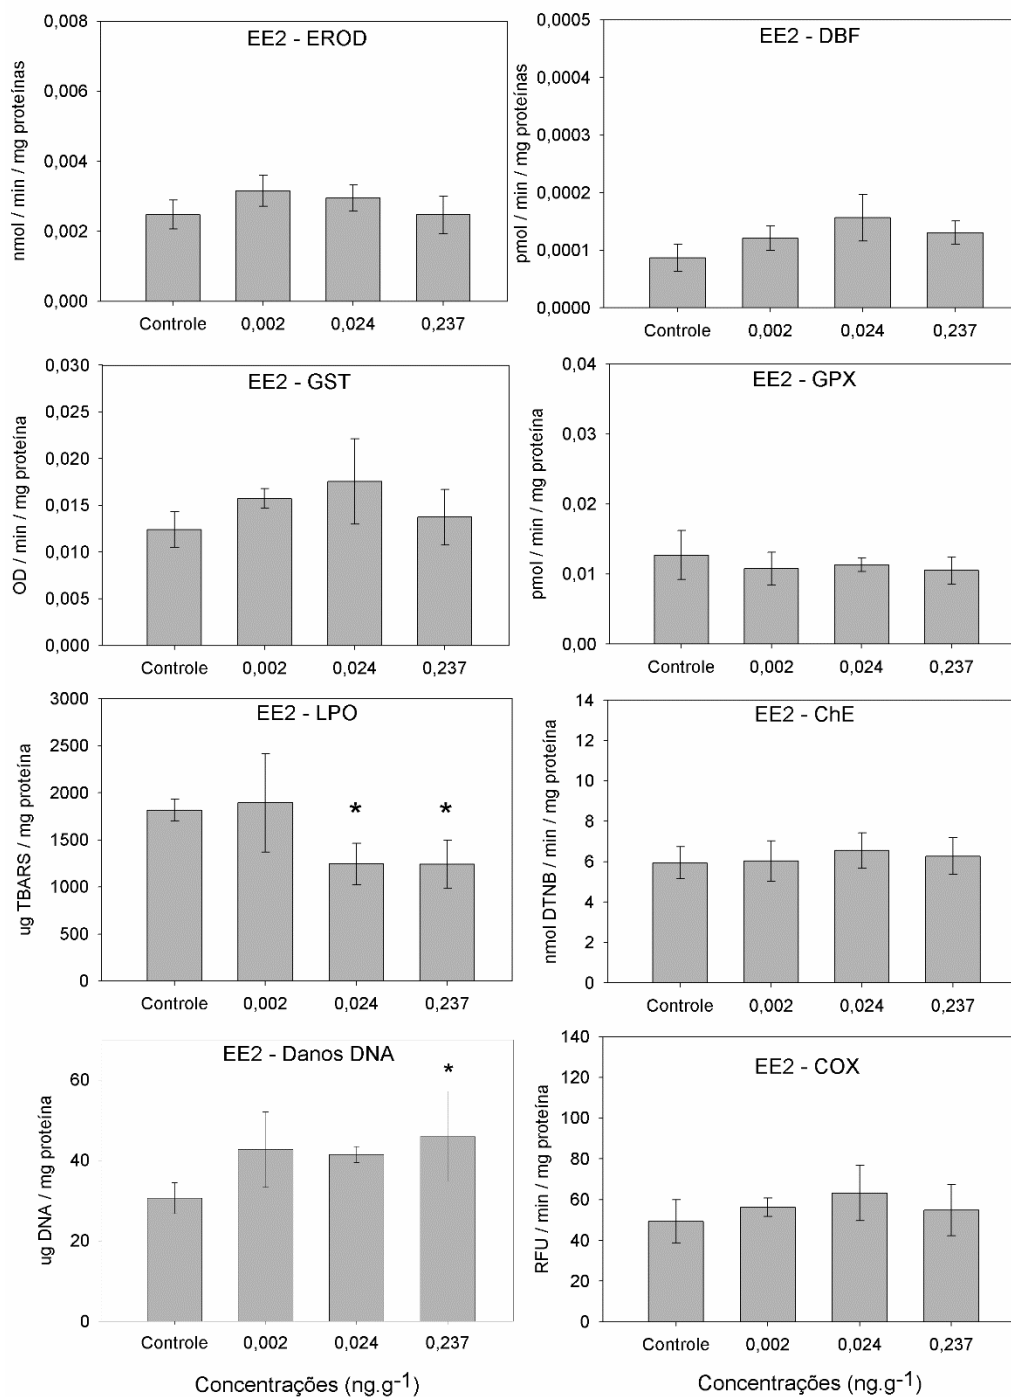 EE2 - EROD
nmol / min / mg proteínas
0,008
0,006
0,004
0,002
0,000
Controle 0,002 0,024 0,237
EE2 - DBF
pmol / min / mg proteínas
0,0005
0,0004
0,0003
0,0002
0,0001
0,0000
Controle 0,002 0,024 0,237
EE2 - GST
OD / min / mg proteína
0,030
0,025
0,020
0,015
0,010
0,005
0,000
Controle 0,002 0,024 0,237
EE2 - GPX
pmol / min / mg proteína
0,04
0,03
0,02
0,01
0,00
Controle 0,002 0,024 0,237
EE2 - LPO
ug TBARS / mg proteína
3000
2500
2000
1500
1000
500
0
* *
Controle 0,002 0,024 0,237
EE2 - ChE
nmol DTNB / min / mg proteína
14
12
10
8
6
4
2
0
Controle 0,002 0,024 0,237
EE2 - Danos DNA
ug DNA / mg proteína
60
40
20
0
*
Controle 0,002 0,024 0,237
Concentrações (ng.g-1)
EE2 - COX
RFU / min / mg proteína
140
120
100
80
60
40
20
0
Controle 0,002 0,024 0,237
Concentrações (ng.g-1)